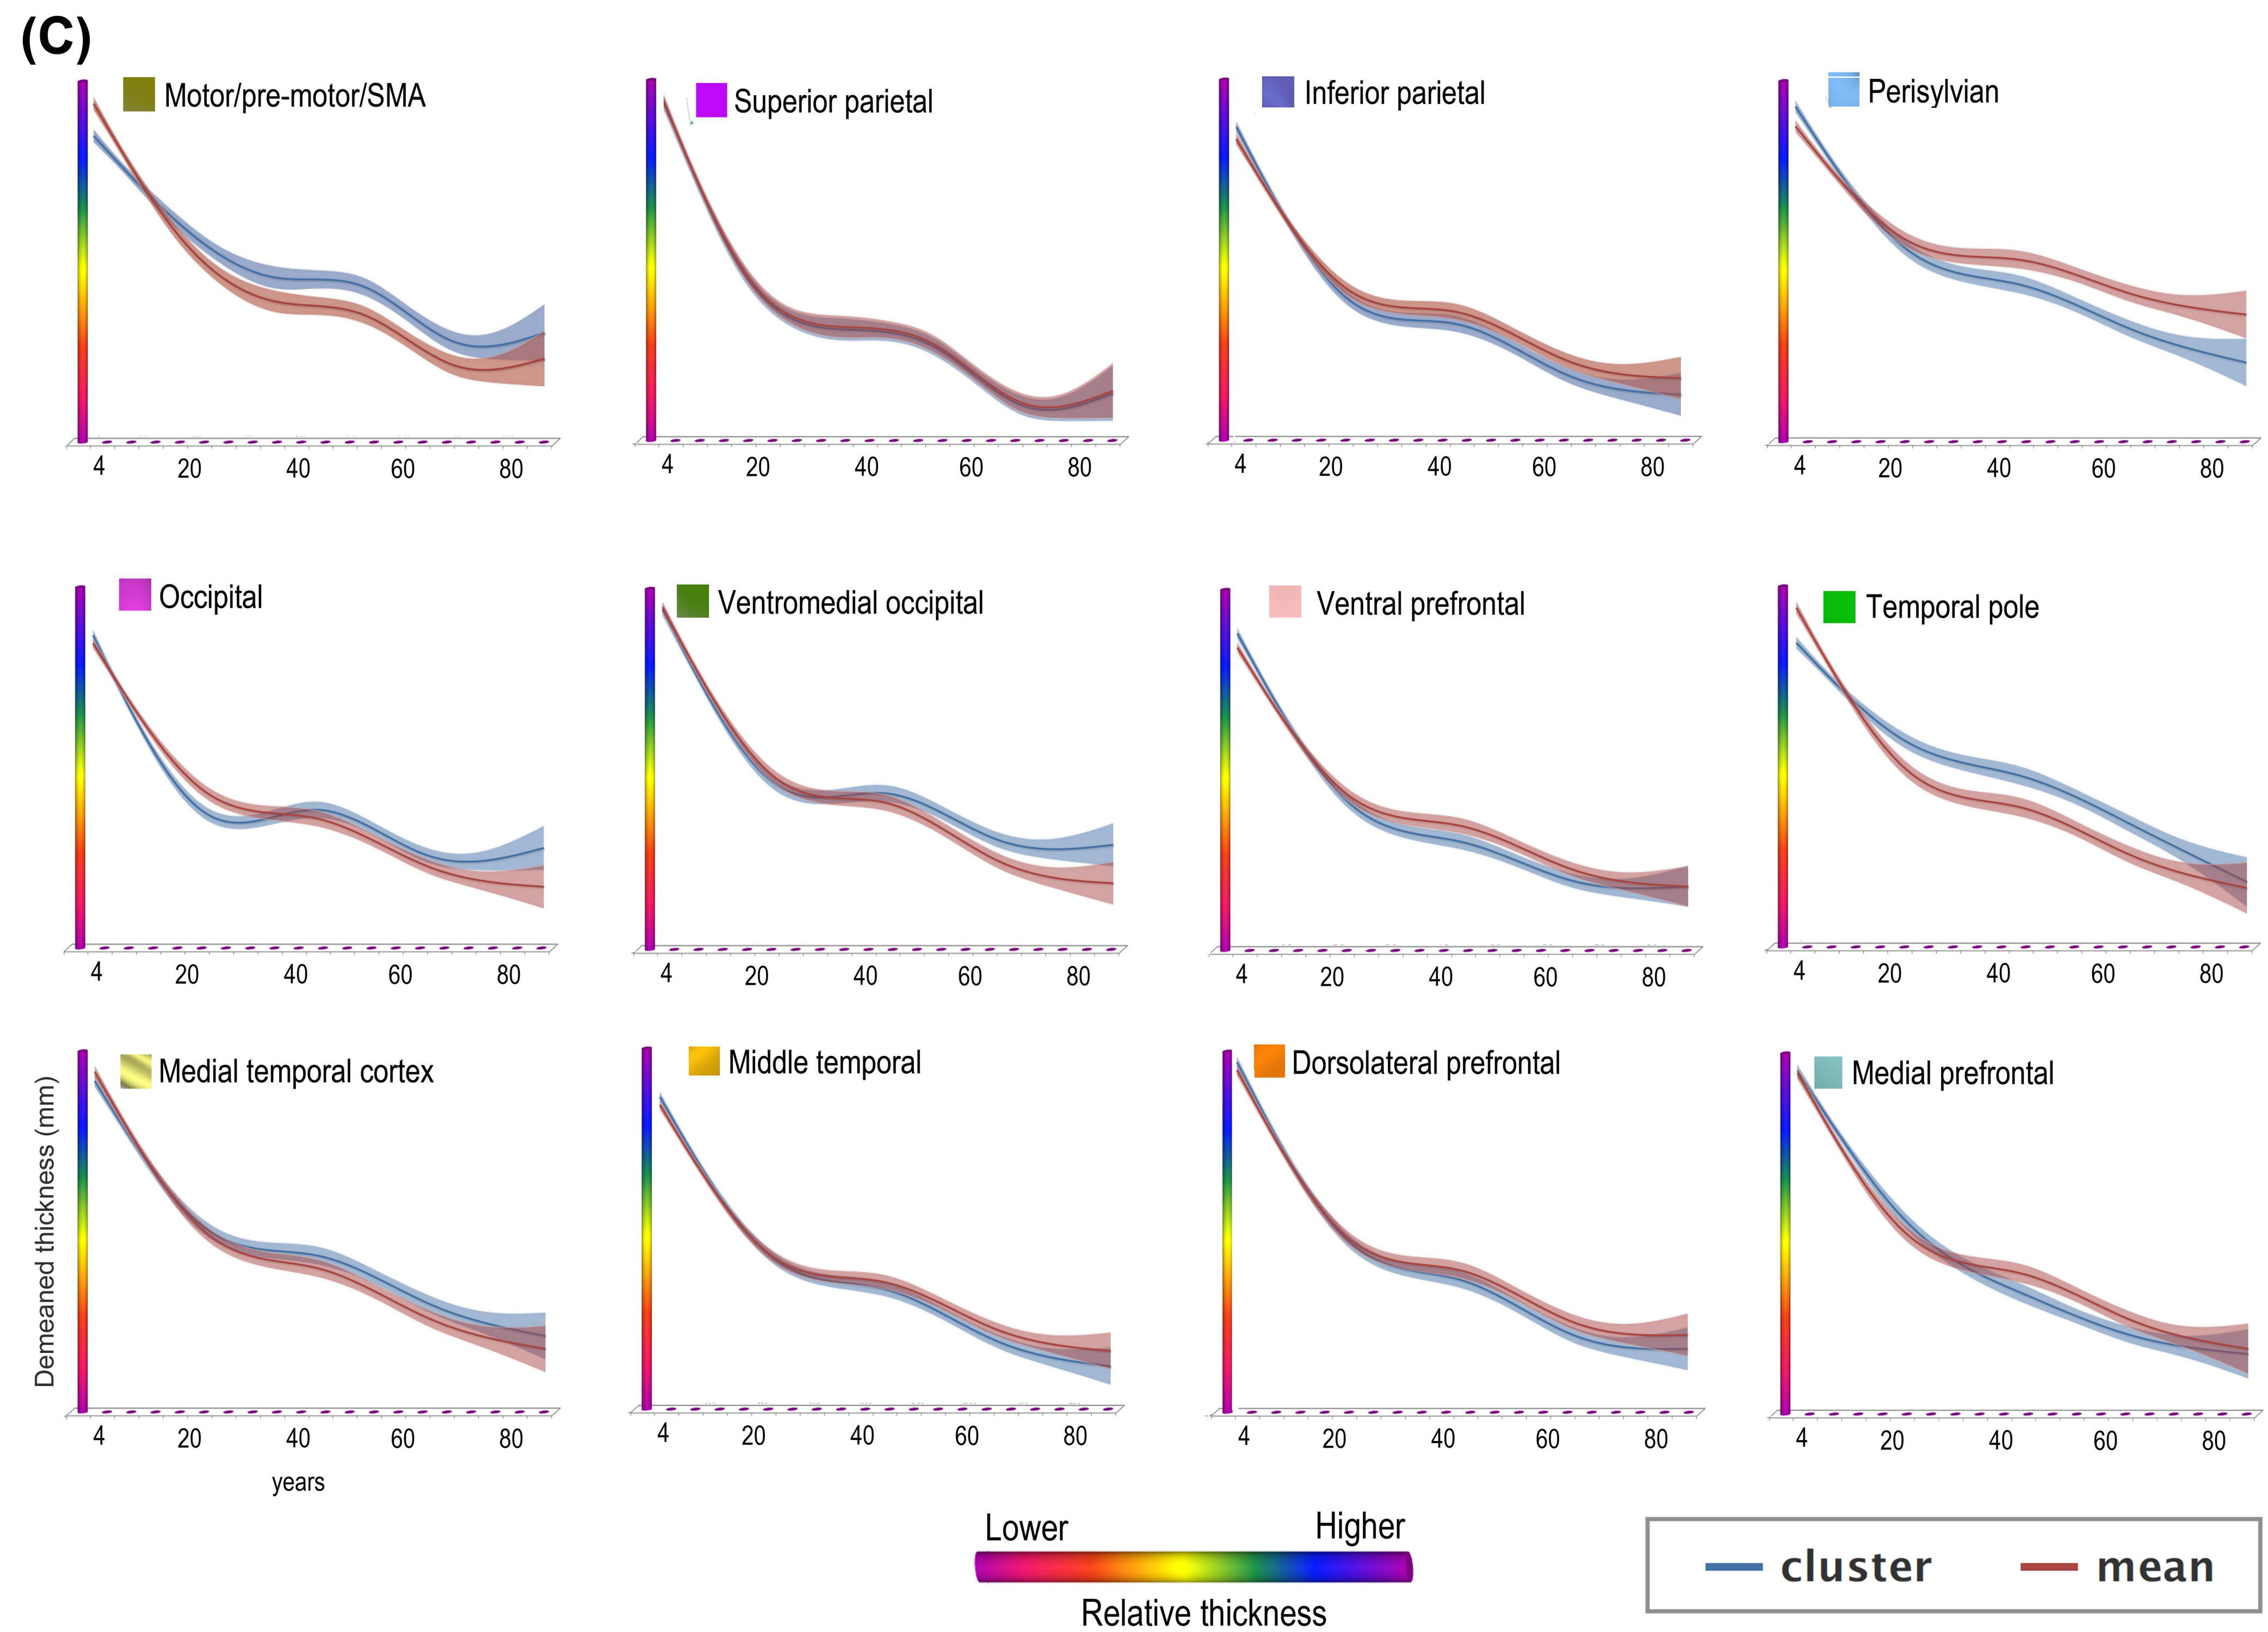 (C)
Motor/pre-motor/SMA
Superior parietal
Inferior parietal
Perisylvian
4 20 40 60 80
4 20 40 60 80
4 20 40 60 80
4 20 40 60 80
Occipital
Ventromedial occipital
Ventral prefrontal
Temporal pole
4 20 40 60 80
4 20 40 60 80
4 20 40 60 80
4 20 40 60 80
Medial temporal cortex
Middle temporal
Dorsolateral prefrontal
Medial prefrontal
Demeaned thickness (mm)
4 20 40 60 80
4 20 40 60 80
4 20 40 60 80
4 20 40 60 80
years
Lower Higher
Relative thickness
cluster mean